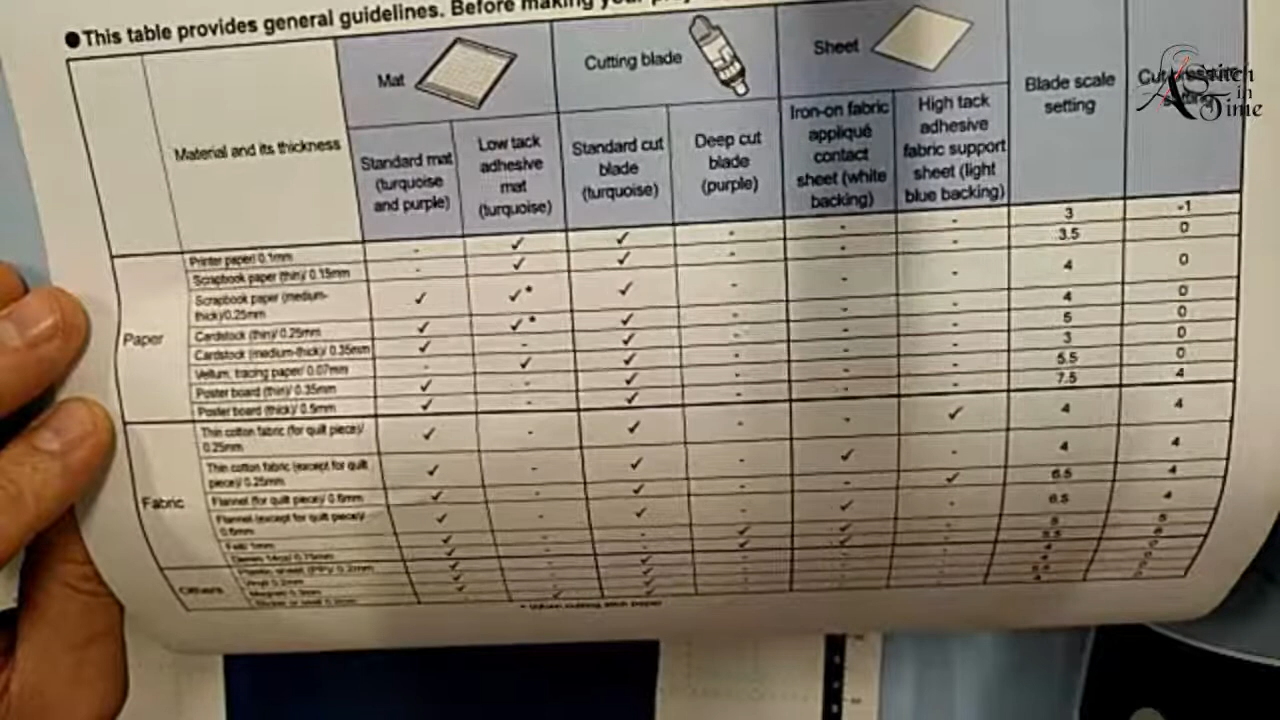 ●This table provides general guidelines. Before making your
Material and its thickness
Mat
Cutting blade
Sheet
Blade scale
setting
Standard mat
(turquoise
and purple)
Low tack
adhesive
mat
(turquoise)
Standard cut
blade
(turquoise)
Deep cut
blade
(purple)
Iron-on fabric
appliqué
contact
sheet (white
backing)
High tack
adhesive
fabric support
sheet (light
blue backing)
Stitch
in
Time
Paper
Printer paper/ 0.1mm - ✓ ✓ - - - 3 -1
Scrapbook paper (thin)/ 0.15mm - ✓ ✓ - - - 3.5 0
Scrapbook paper (medium-
thick)/0.25mm ✓ ✓* ✓ - - - 4 0
Cardstock (thin)/ 0.25mm ✓ ✓* ✓ - - - 4 0
Cardstock (medium-thick)/ 0.35mm ✓ - ✓ - - - 5 0
Vellum, tracing paper/ 0.07mm - ✓ ✓ - - - 3 0
Poster board (thin)/ 0.35mm ✓ - ✓ - - - 5.5 0
Poster board (thick)/ 0.5mm ✓ - ✓ - - - 7.5 4
Fabric
Thin cotton fabric (for quilt piece)/
0.25mm ✓ - ✓ - - ✓ 4 4
Thin cotton fabric (except for quilt
piece)/ 0.25mm ✓ - ✓ - ✓ - 4 4
Flannel (for quilt piece)/ 0.6mm ✓ - ✓ - - ✓ 6.5 4
Flannel (except for quilt piece)/
0.6mm ✓ - ✓ - ✓ - 6.5 4
Felt/ 1mm
Others